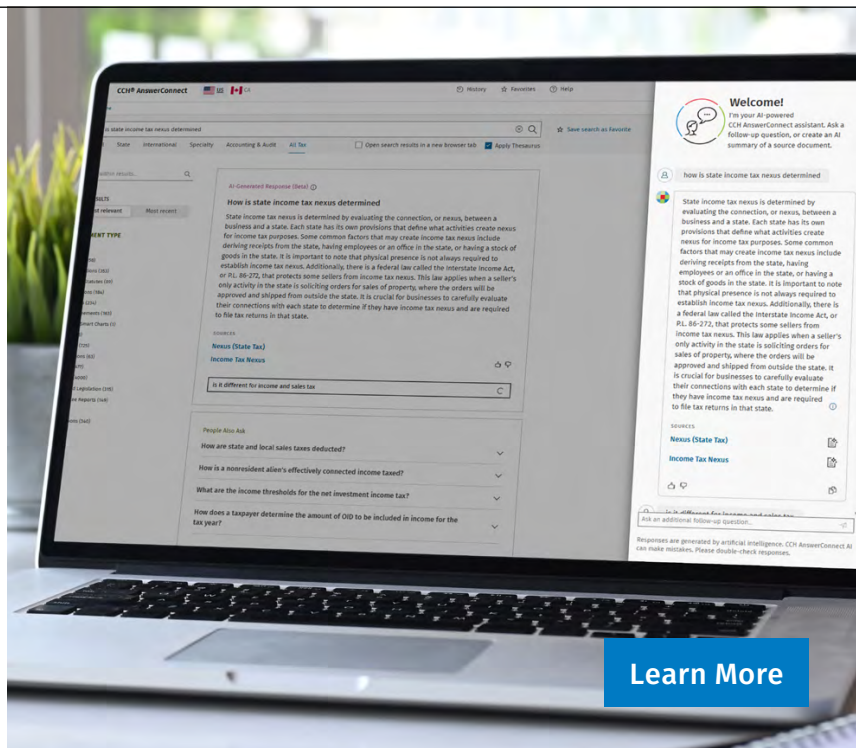 CCH® AnswerConnect US CA History Favorites Help
is state income tax nexus determined Save search as Favorite
State International Specialty Accounting & Audit All Tax Open search results in a new browser tab Apply Thesaurus
Most recent
AI-Generated Response (Beta)
How is state income tax nexus determined
State income tax nexus is determined by evaluating the connection, or nexus, between a
business and a state. Each state has its own provisions that define what activities create nexus
for income tax purposes. Some common factors that may create income tax nexus include
deriving receipts from the state, having employees or an office in the state, or having a stock of
goods in the state. It is important to note that physical presence is not always required to
establish income tax nexus. Additionally, there is a federal law called the Interstate Income Act,
or P.L. 86-272, that protects some sellers from income tax nexus. This law applies when a seller's
only activity in the state is soliciting orders for sales of property, where the orders will be
approved and shipped from outside the state. It is crucial for businesses to carefully evaluate
their connections with each state to determine if they have income tax nexus and are required
to file tax returns in that state.
SOURCES
Nexus (State Tax)
Income Tax Nexus
is it different for income and sales tax
People Also Ask
How are state and local sales taxes deducted?
How is a nonresident alien's effectively connected income taxed?
What are the income thresholds for the net investment income tax?
How does a taxpayer determine the amount of OID to be included in income for the
tax year?
Welcome!
I'm your AI-powered
CCH AnswerConnect assistant. Ask a
follow-up question, or create an AI
summary of a source document.
how is state income tax nexus determined
State income tax nexus is determined by
evaluating the connection, or nexus, between a
business and a state. Each state has its own
provisions that define what activities create
nexus for income tax purposes. Some common
factors that may create income tax nexus include
deriving receipts from the state, having
employees or an office in the state, or having a
stock of goods in the state. It is important to note
that physical presence is not always required to
establish income tax nexus. Additionally, there is
a federal law called the Interstate Income Act, or
P.L. 86-272, that protects some sellers from
income tax nexus. This law applies when a seller's
only activity in the state is soliciting orders for
sales of property, where the orders will be
approved and shipped from outside the state. It
is crucial for businesses to carefully evaluate
their connections with each state to determine if
they have income tax nexus and are required
to file tax returns in that state.
SOURCES
Nexus (State Tax)
Income Tax Nexus
is it different for income and sales tax
Ask an additional follow-up question...
Responses are generated by artificial intelligence. CCH AnswerConnect AI
can make mistakes. Please double-check responses.
Learn More